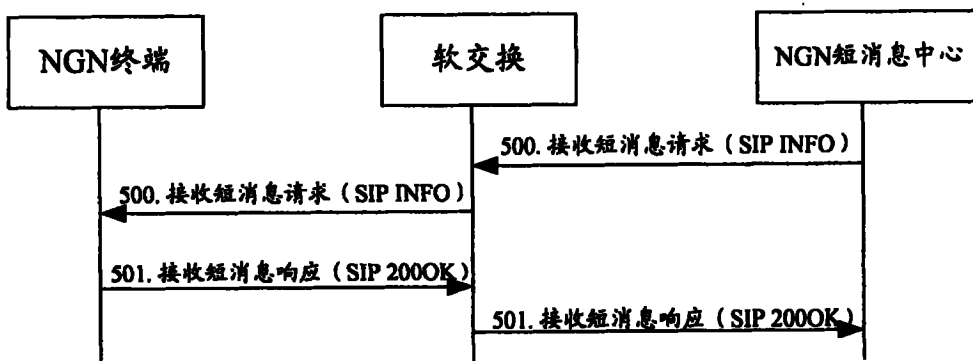 NGN终端
软交换
NGN短消息中心
500. 接收短消息请求（SIP INFO）
500. 接收短消息请求（SIP INFO）
501. 接收短消息响应（SIP 200OK）
501. 接收短消息响应（SIP 200OK）